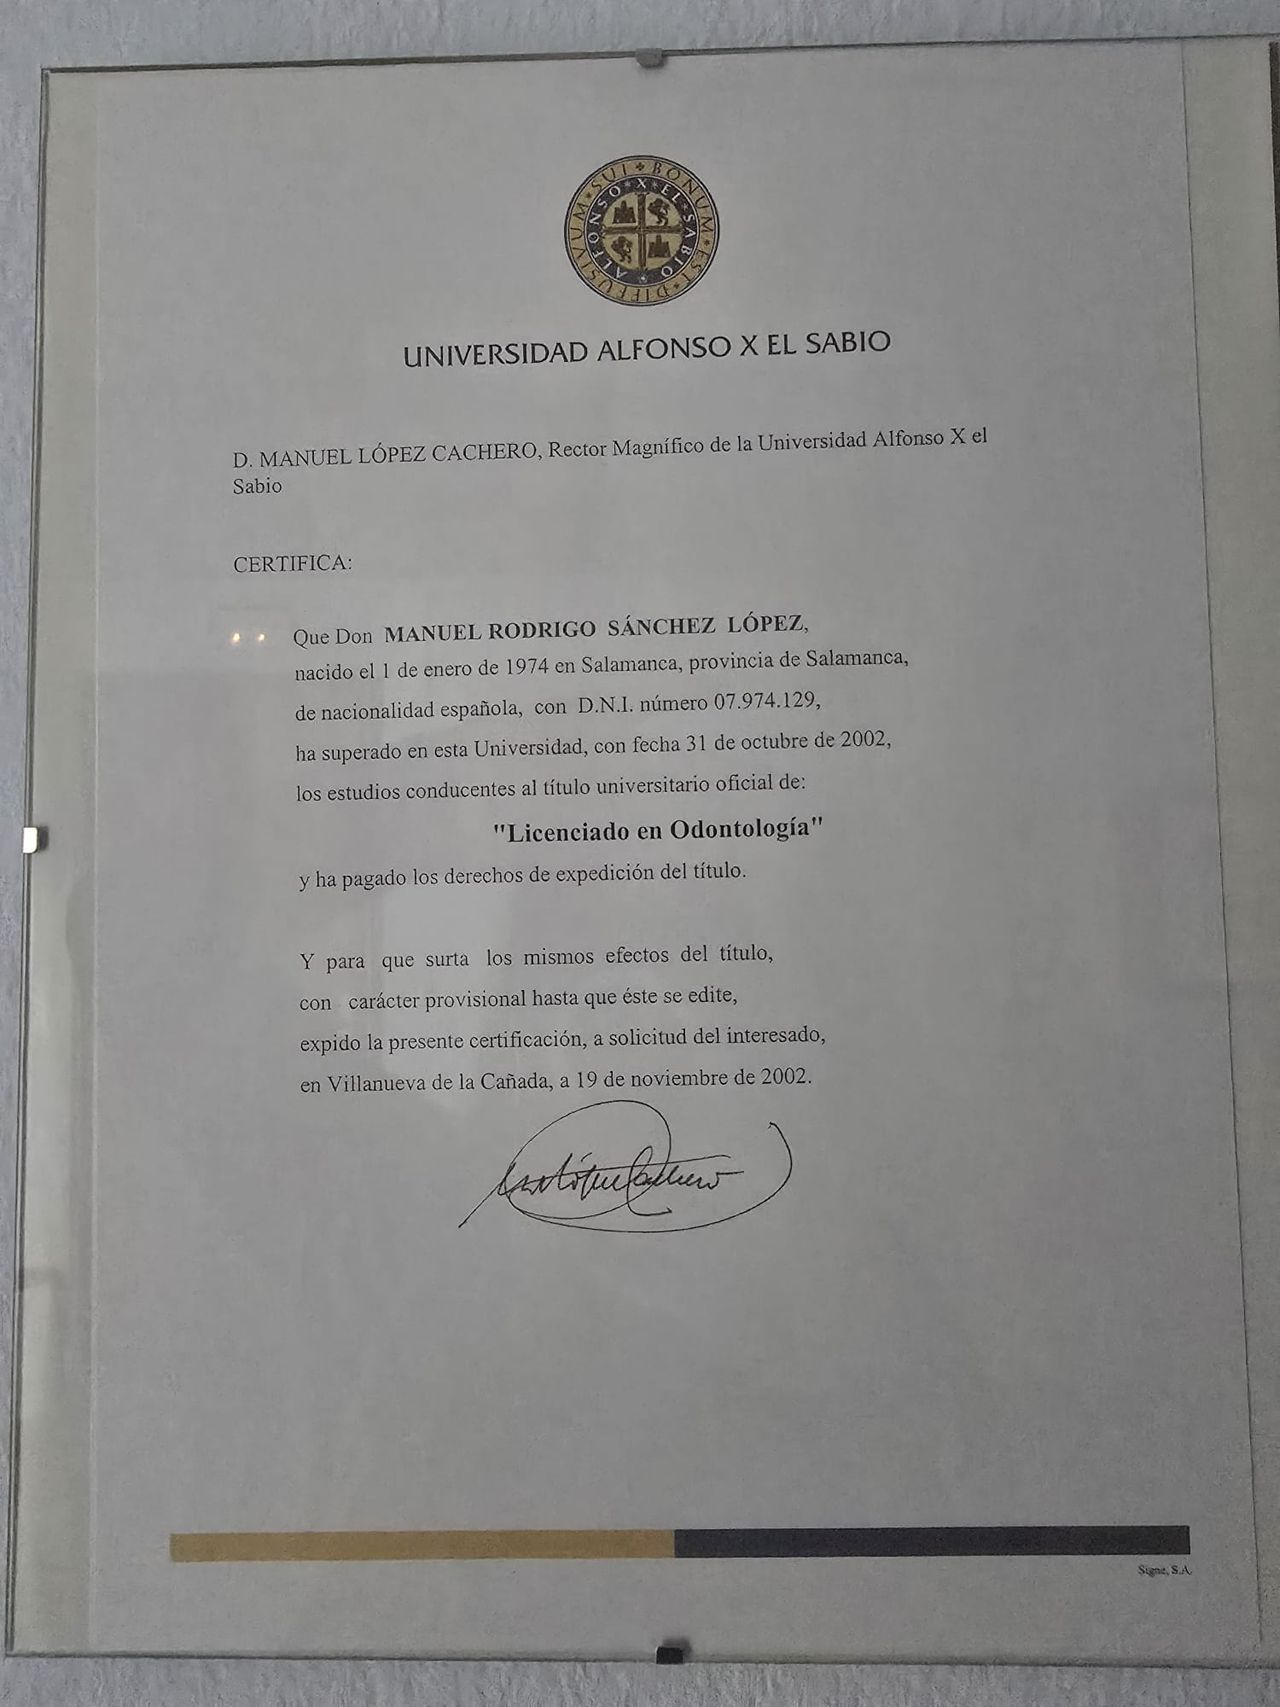 SUI BONUM EST DIFFUSIVUM
ALFONSO X EL SABIO
UNIVERSIDAD ALFONSO X EL SABIO
D. MANUEL LÓPEZ CACHERO, Rector Magnífico de la Universidad Alfonso X el
Sabio
CERTIFICA:
Que Don MANUEL RODRIGO SÁNCHEZ LÓPEZ,
nacido el 1 de enero de 1974 en Salamanca, provincia de Salamanca,
de nacionalidad española, con D.N.I. número 07.974.129,
ha superado en esta Universidad, con fecha 31 de octubre de 2002,
los estudios conducentes al título universitario oficial de:
"Licenciado en Odontología"
y ha pagado los derechos de expedición del título.
Y para que surta los mismos efectos del título,
con carácter provisional hasta que éste se edite,
expido la presente certificación, a solicitud del interesado,
en Villanueva de la Cañada, a 19 de noviembre de 2002.
Signe, S.A.